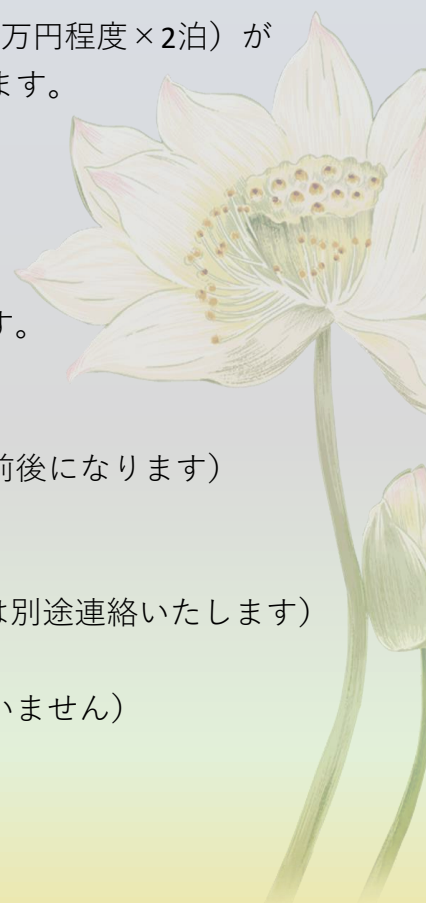 万円程度×2泊）が
ます。
す。
前後になります）
は別途連絡いたします）
いません）